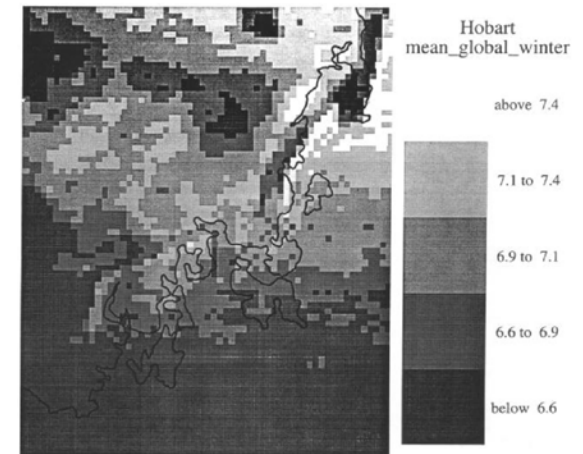 Hobart
mean_global_winter
above 7.4
7.1 to 7.4
6.9 to 7.1
6.6 to 6.9
below 6.6